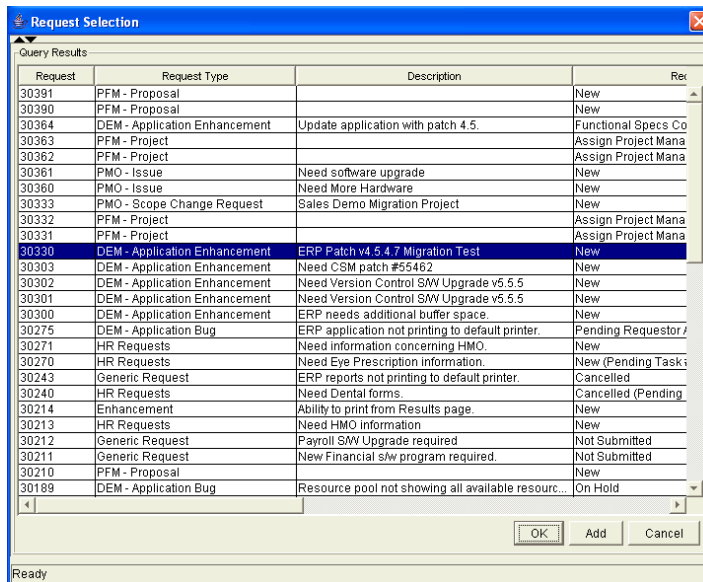 Request Selection
Query Results
Request Request Type Description Rec
30391 PFM - Proposal New
30390 PFM - Proposal New
30364 DEM - Application Enhancement Update application with patch 4.5. Functional Specs Co
30363 PFM - Project Assign Project Mana
30362 PFM - Project Assign Project Mana
30361 PMO - Issue Need software upgrade New
30360 PMO - Issue Need More Hardware New
30333 PMO - Scope Change Request Sales Demo Migration Project New
30332 PFM - Project Assign Project Mana
30331 PFM - Project Assign Project Mana
30330 DEM - Application Enhancement ERP Patch v4.5.4.7 Migration Test New
30303 DEM - Application Enhancement Need CSM patch #55462 New
30302 DEM - Application Enhancement Need Version Control S/W Upgrade v5.5.5 New
30301 DEM - Application Enhancement Need Version Control S/W Upgrade v5.5.5 New
30300 DEM - Application Enhancement ERP needs additional buffer space. New
30275 DEM - Application Bug ERP application not printing to default printer. Pending Requestor A
30271 HR Requests Need information concerning HMO. New
30270 HR Requests Need Eye Prescription information. New (Pending Task #
30243 Generic Request ERP reports not printing to default printer. Cancelled
30240 HR Requests Need Dental forms. Cancelled (Pending
30214 Enhancement Ability to print from Results page. New
30213 HR Requests Need HMO information New
30212 Generic Request Payroll S/W Upgrade required Not Submitted
30211 Generic Request New Financial s/w program required. Not Submitted
30210 PFM - Proposal New
30189 DEM - Application Bug Resource pool not showing all available resourc... On Hold
OK Add Cancel
Ready